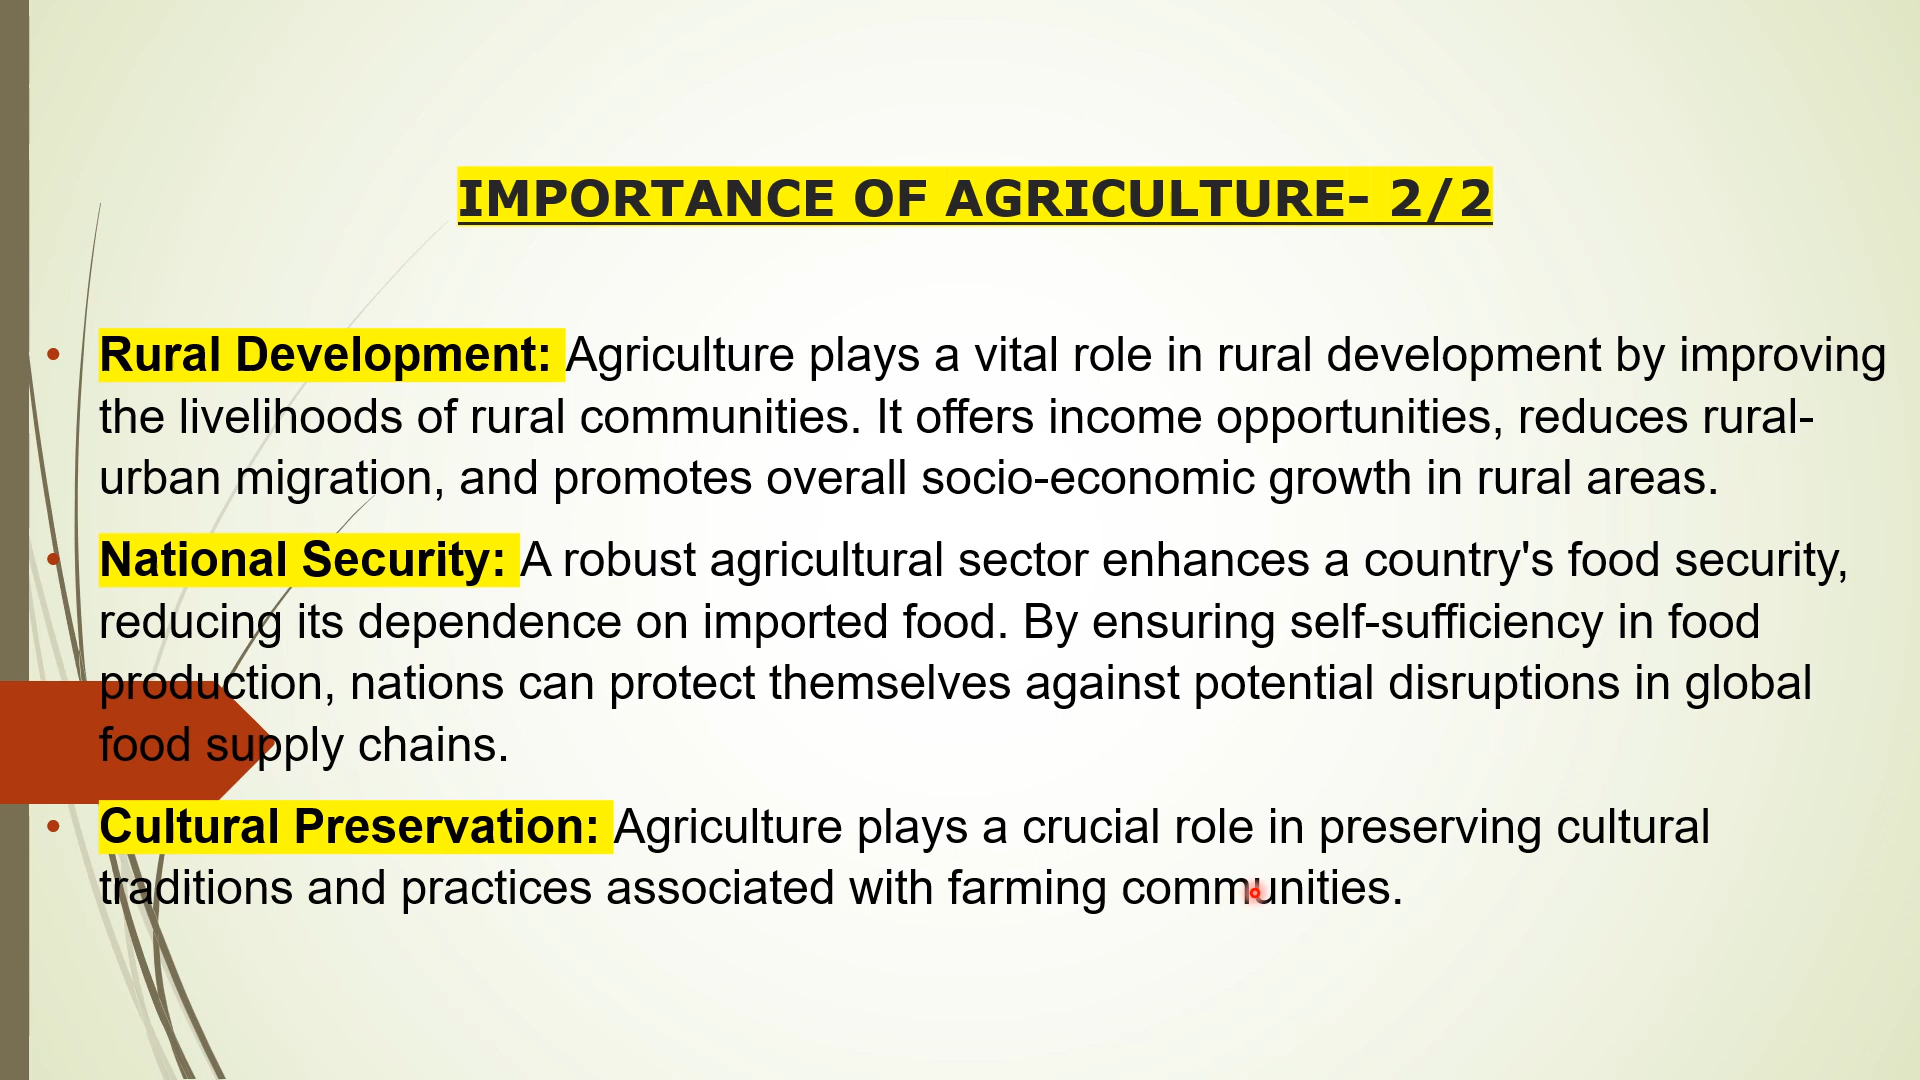 IMPORTANCE OF AGRICULTURE- 2/2
• Rural Development: Agriculture plays a vital role in rural development by improving
the livelihoods of rural communities. It offers income opportunities, reduces rural-
urban migration, and promotes overall socio-economic growth in rural areas.
• National Security: A robust agricultural sector enhances a country's food security,
reducing its dependence on imported food. By ensuring self-sufficiency in food
production, nations can protect themselves against potential disruptions in global
food supply chains.
• Cultural Preservation: Agriculture plays a crucial role in preserving cultural
traditions and practices associated with farming communities.